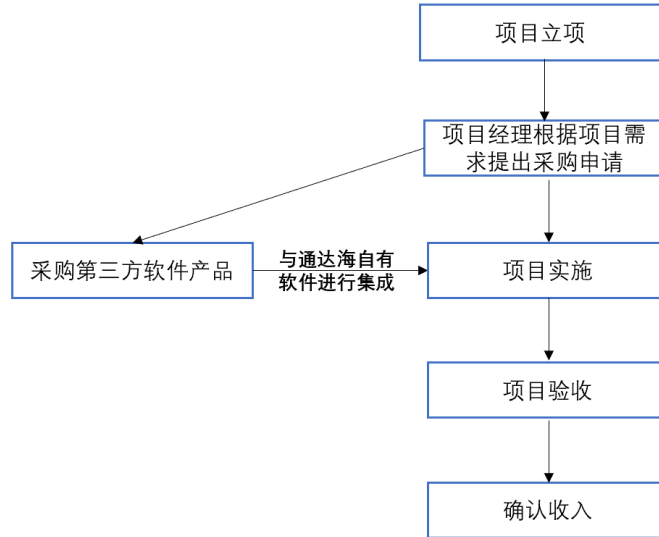 项目立项
项目经理根据项目需
求提出采购申请
采购第三方软件产品
与通达海自有
软件进行集成
项目实施
项目验收
确认收入